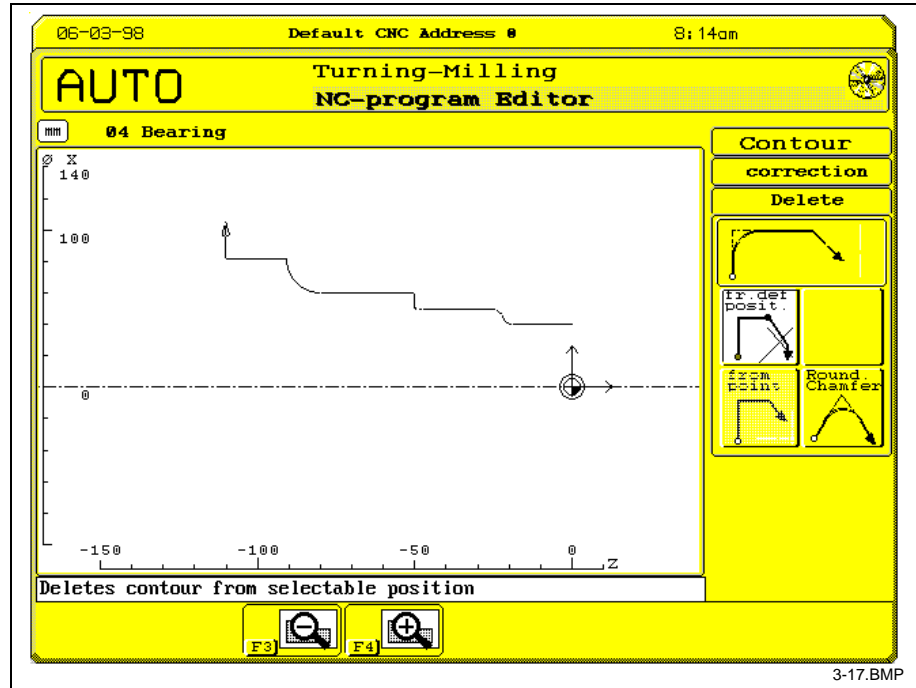 06-03-98 Default CNC Address 0 8:14am
AUTO
Turning-Milling
NC-program Editor
mm 04 Bearing
Contour
correction
Delete
Ø X
140
100
0
-150 -100 -50 0 Z
fr.def
posit.
from
point
Round.
Chamfer
Deletes contour from selectable position
F3 F4
3-17.BMP